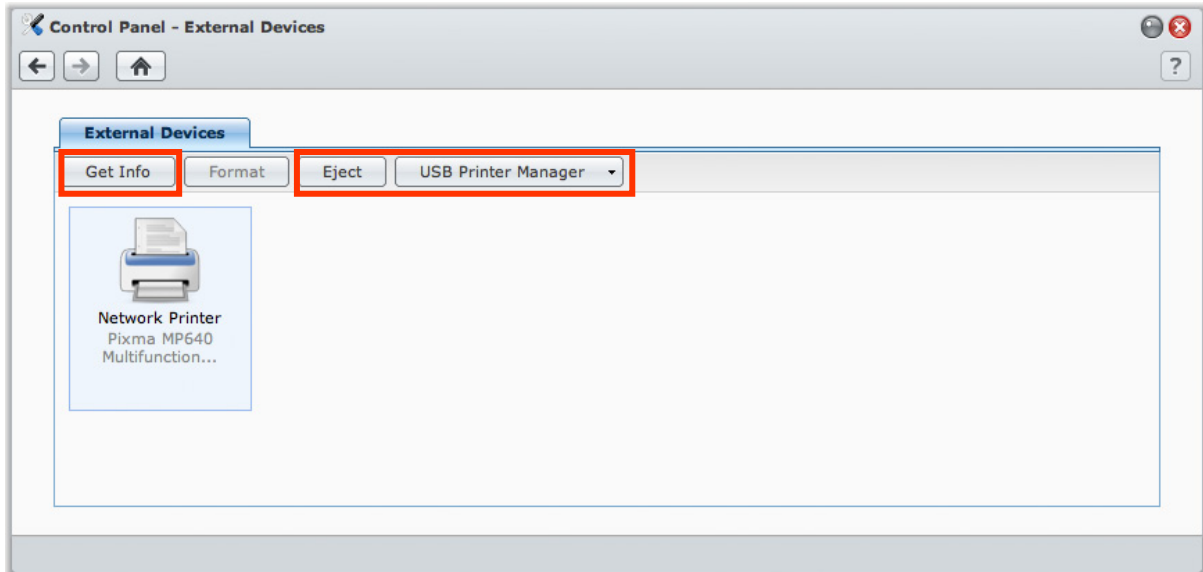 Control Panel - External Devices
?
External Devices
Get Info Format Eject USB Printer Manager
Network Printer
Pixma MP640
Multifunction...